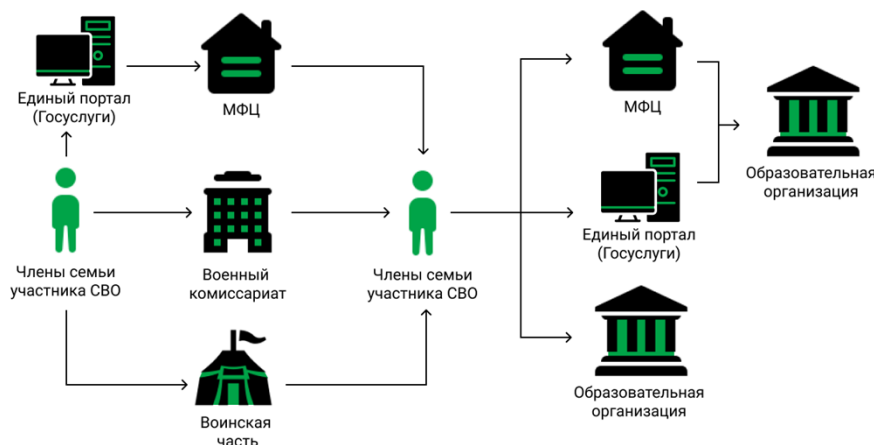 Единый портал
(Госуслуги)
МФЦ
Члены семьи
участника СВО
Военный
комиссариат
Воинская
часть
Члены семьи
участника СВО
МФЦ
Единый портал
(Госуслуги)
Образовательная
организация
Образовательная
организация